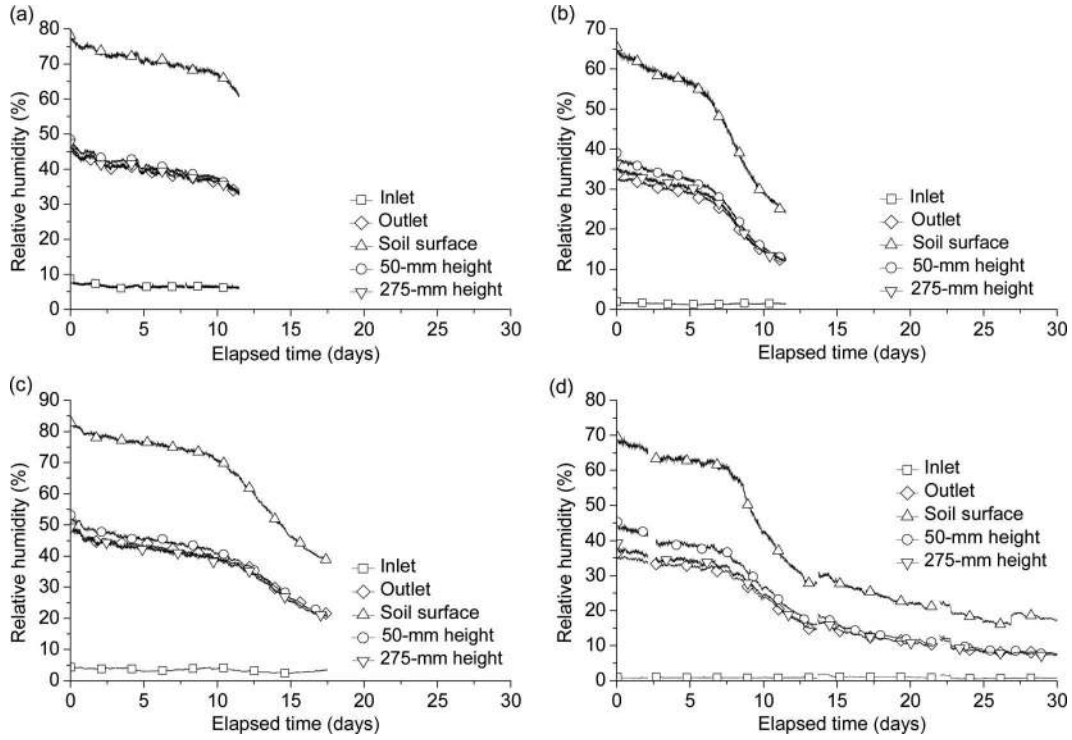 (a)
80
70
60
50
40
30
20
10
0
Relative humidity (%)
0 5 10 15 20 25 30
Elapsed time (days)
Inlet
Outlet
Soil surface
50-mm height
275-mm height
(b)
70
60
50
40
30
20
10
0
Relative humidity (%)
0 5 10 15 20 25 30
Elapsed time (days)
Inlet
Outlet
Soil surface
50-mm height
275-mm height
(c)
90
80
70
60
50
40
30
20
10
0
Relative humidity (%)
0 5 10 15 20 25 30
Elapsed time (days)
Inlet
Outlet
Soil surface
50-mm height
275-mm height
(d)
80
70
60
50
40
30
20
10
0
Relative humidity (%)
0 5 10 15 20 25 30
Elapsed time (days)
Inlet
Outlet
Soil surface
50-mm height
275-mm height